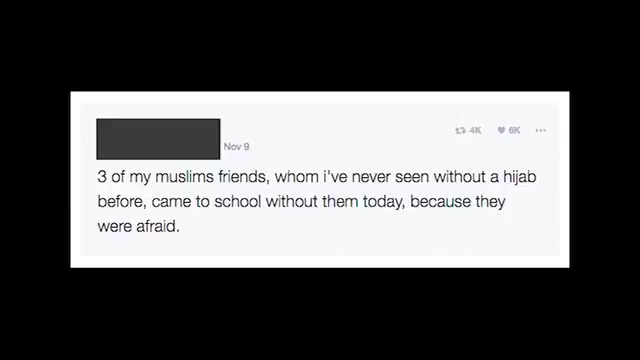 4K 6K
Nov 9
3 of my muslims friends, whom i've never seen without a hijab
before, came to school without them today, because they
were afraid.